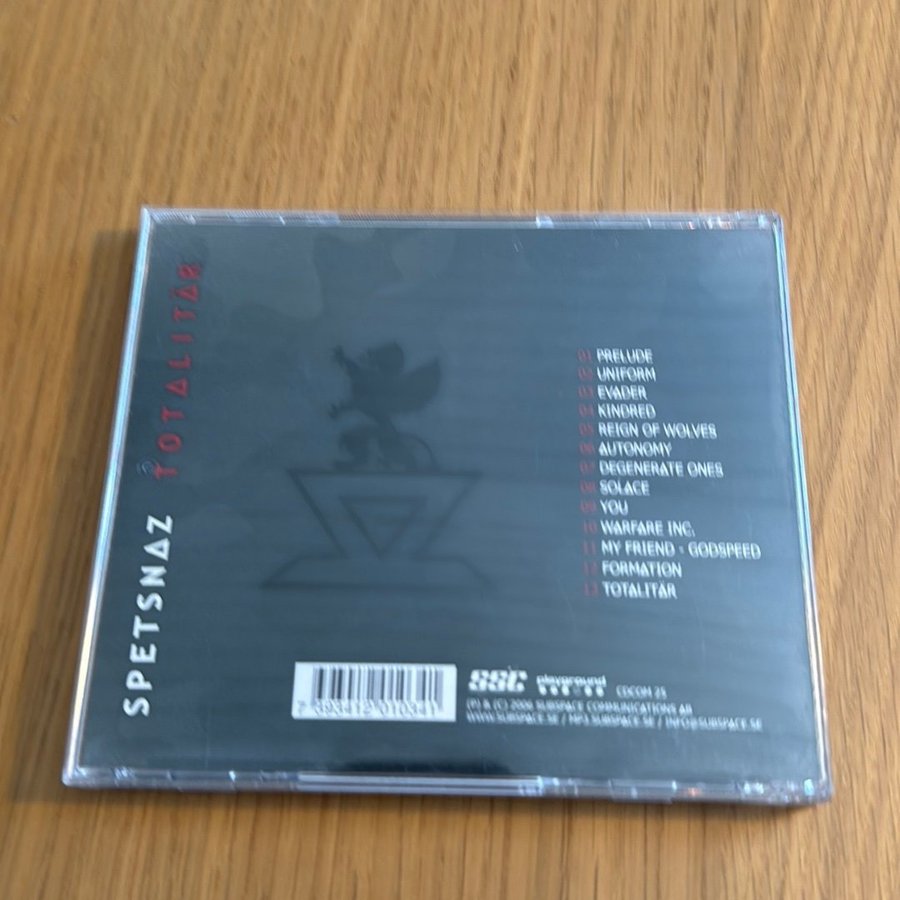 SPETSNAZ TOTALITÄR
01 PRELUDE
02 UNIFORM
03 EVADER
04 KINDRED
05 REIGN OF WOLVES
06 AUTONOMY
07 DEGENERATE ONES
08 SOLACE
09 YOU
10 WARFARE INC.
11 MY FRIEND - GODSPEED
12 FORMATION
13 TOTALITÄR
SSC playground
CDCOM 25
(P) & (C) 2006 SUBSPACE COMMUNICATIONS AB
WWW.SUBSPACE.SE / MP3.SUBSPACE.SE / INFO@SUBSPACE.SE